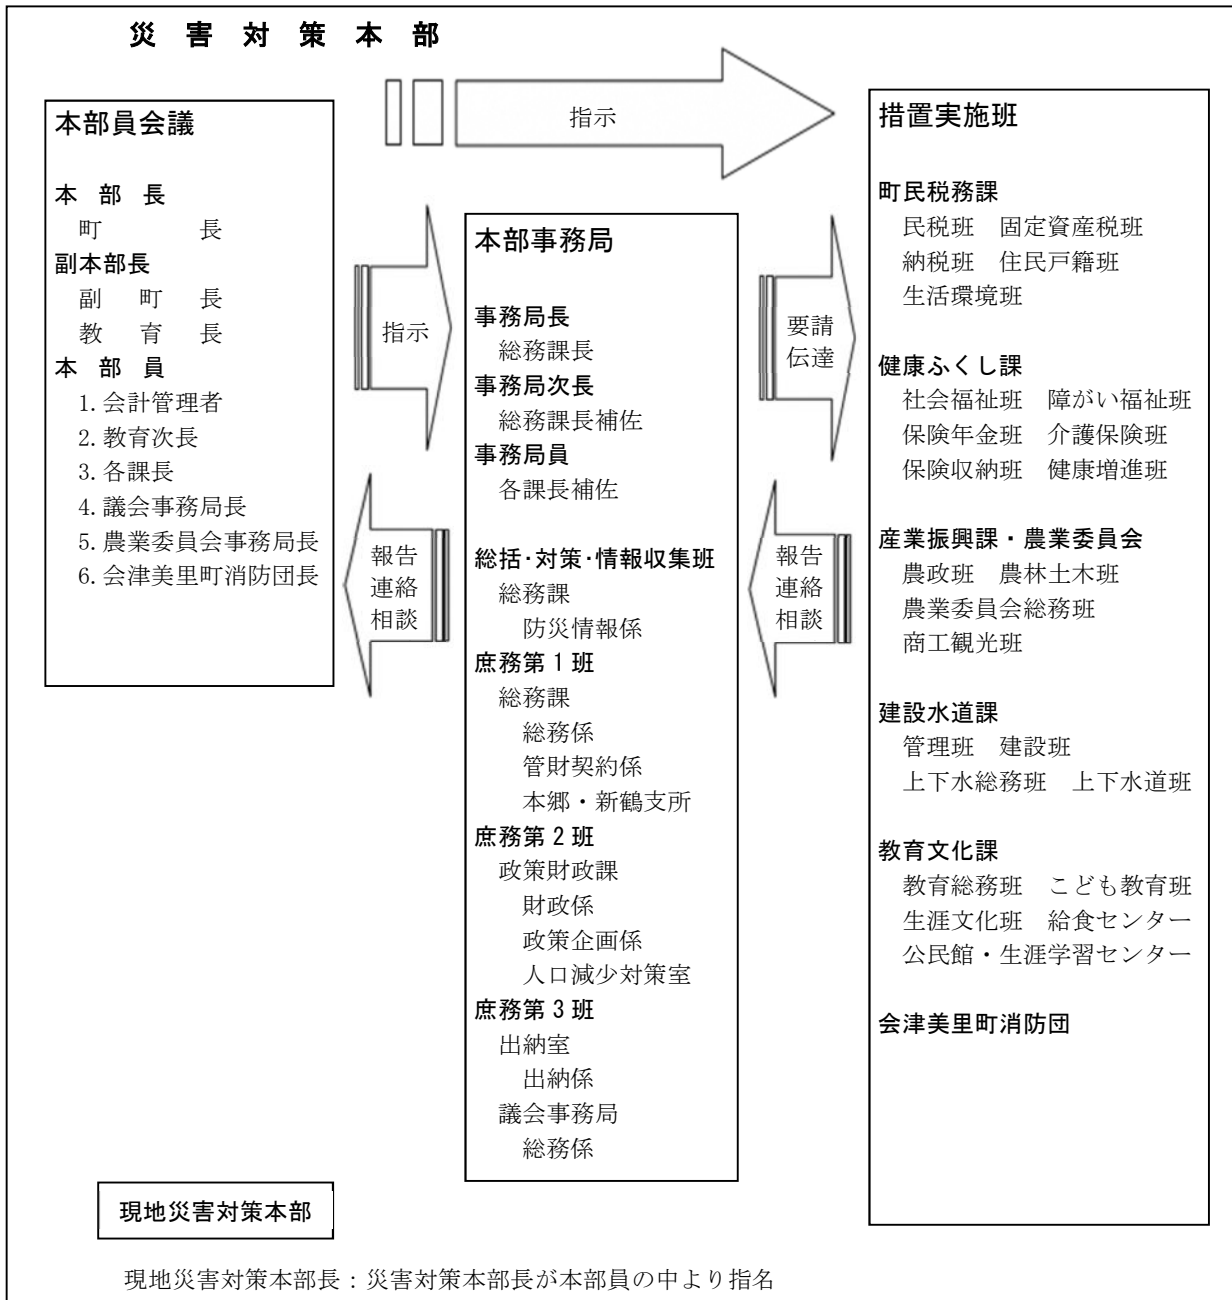 災害対策本部
指示
本部員会議
本部長
町長
副本部長
副町長
教育長
本部員
1.会計管理者
2.教育次長
3.各課長
4.議会事務局長
5.農業委員会事務局長
6.会津美里町消防団長
指示
報告
連絡
相談
本部事務局
事務局長
総務課長
事務局次長
総務課長補佐
事務局員
各課長補佐
総括・対策・情報収集班
総務課
防災情報係
庶務第1班
総務課
総務係
管財契約係
本郷・新鶴支所
庶務第2班
政策財政課
財政係
政策企画係
人口減少対策室
庶務第3班
出納室
出納係
議会事務局
総務係
要請
伝達
報告
連絡
相談
措置実施班
町民税務課
民税班 固定資産税班
納税班 住民戸籍班
生活環境班
健康ふくし課
社会福祉班 障がい福祉班
保険年金班 介護保険班
保険収納班 健康増進班
産業振興課・農業委員会
農政班 農林土木班
農業委員会総務班
商工観光班
建設水道課
管理班 建設班
上下水総務班 上下水道班
教育文化課
教育総務班 こども教育班
生涯文化班 給食センター
公民館・生涯学習センター
会津美里町消防団
現地災害対策本部
現地災害対策本部長：災害対策本部長が本部員の中より指名